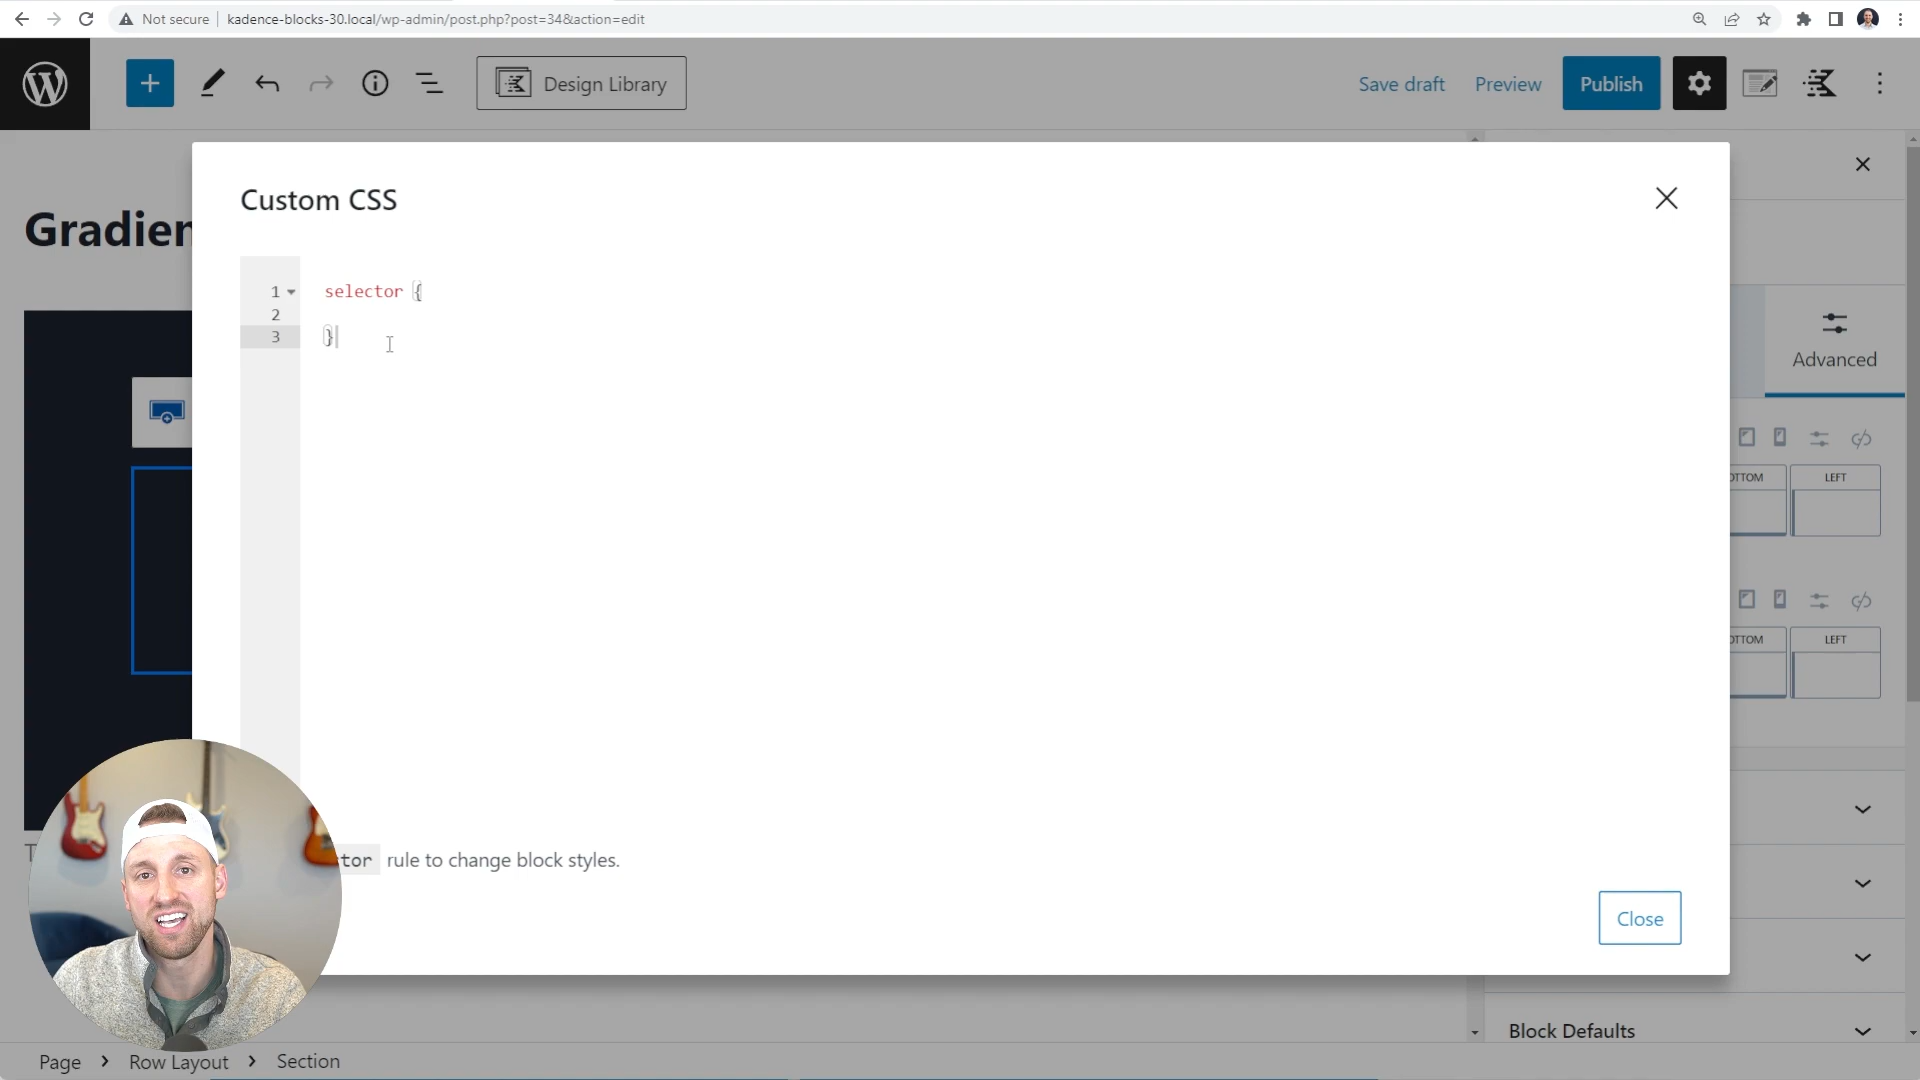 Not secure kadence-blocks-30.local/wp-admin/post.php?post=34&action=edit
Design Library
Save draft
Preview
Publish
Gradien
Custom CSS
1 selector {
2
3 }
Advanced
OTTOM
LEFT
OTTOM
LEFT
T
tor rule to change block styles.
Close
Block Defaults
Page > Row Layout > Section